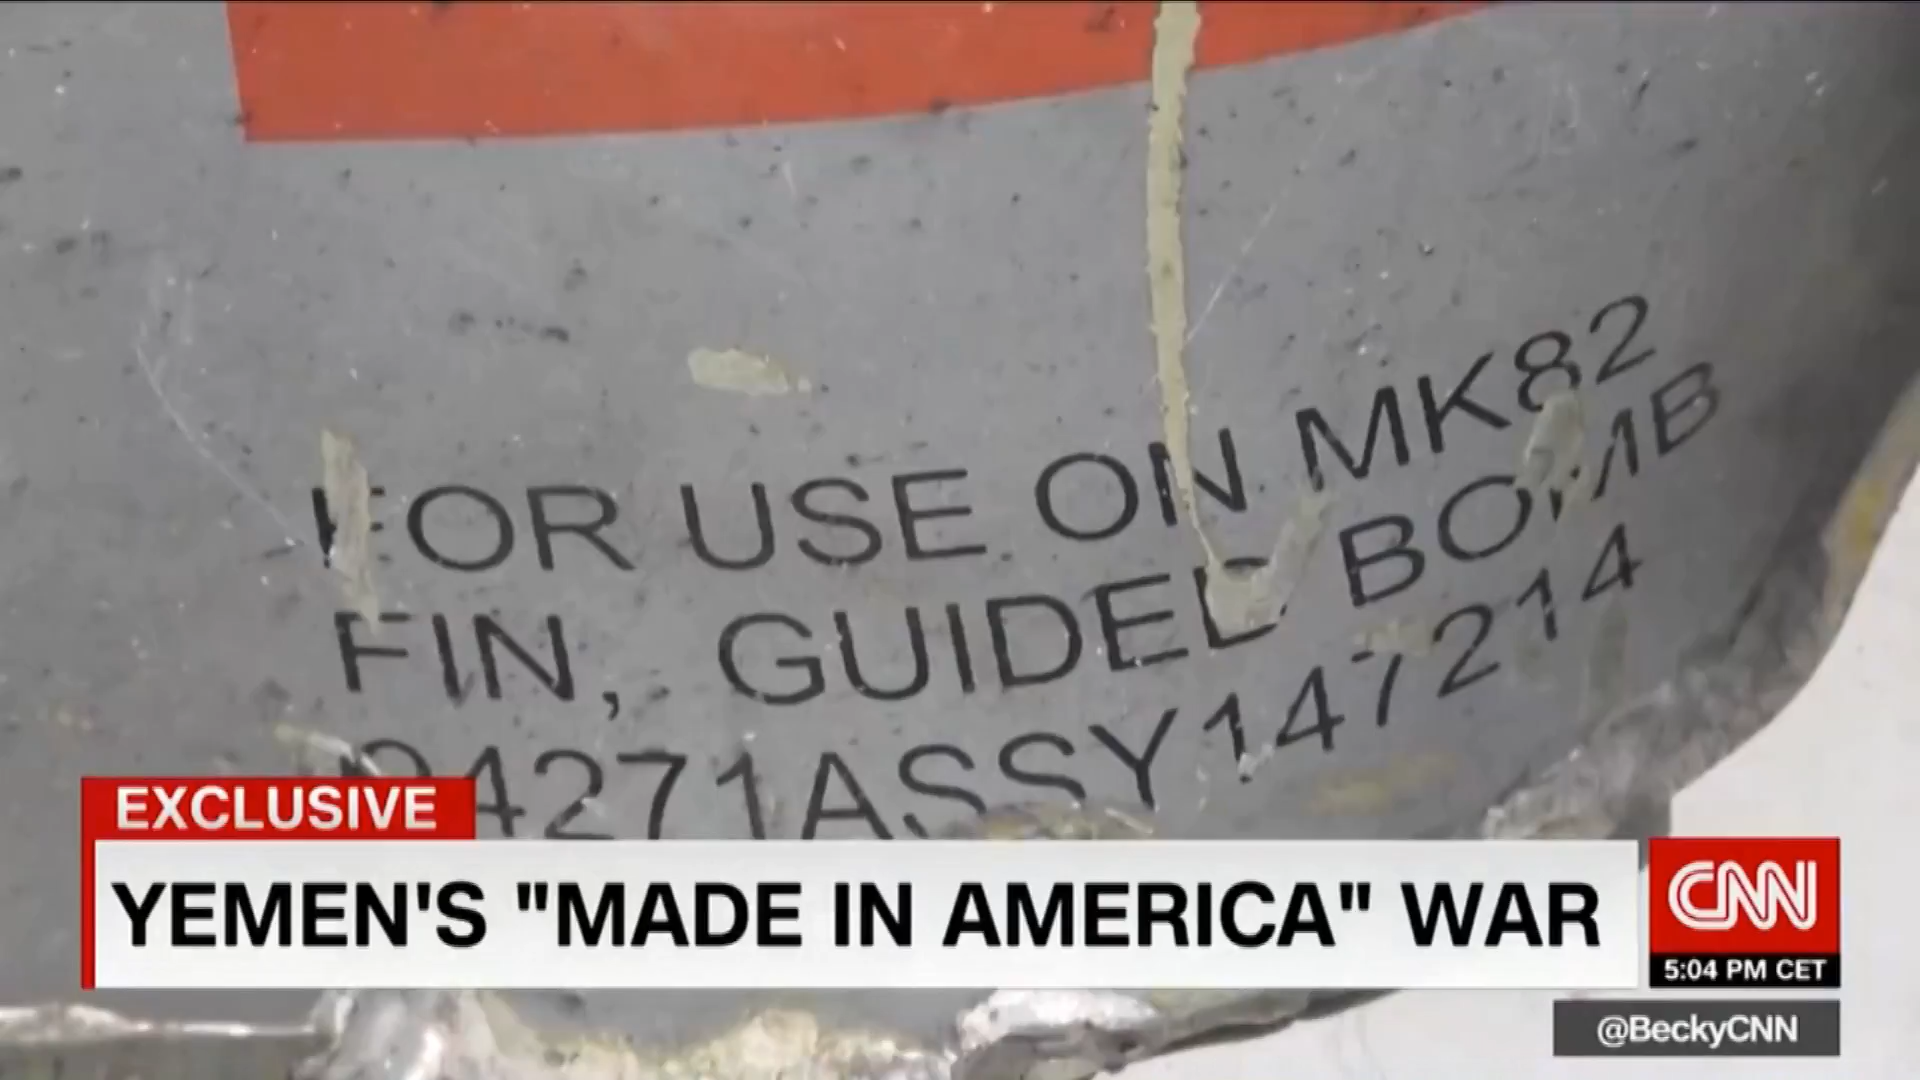 FOR USE ON MK82
FIN, GUIDED BOMB
94271ASSY147214
EXCLUSIVE
YEMEN'S "MADE IN AMERICA" WAR
CNN
5:04 PM CET
@BeckyCNN